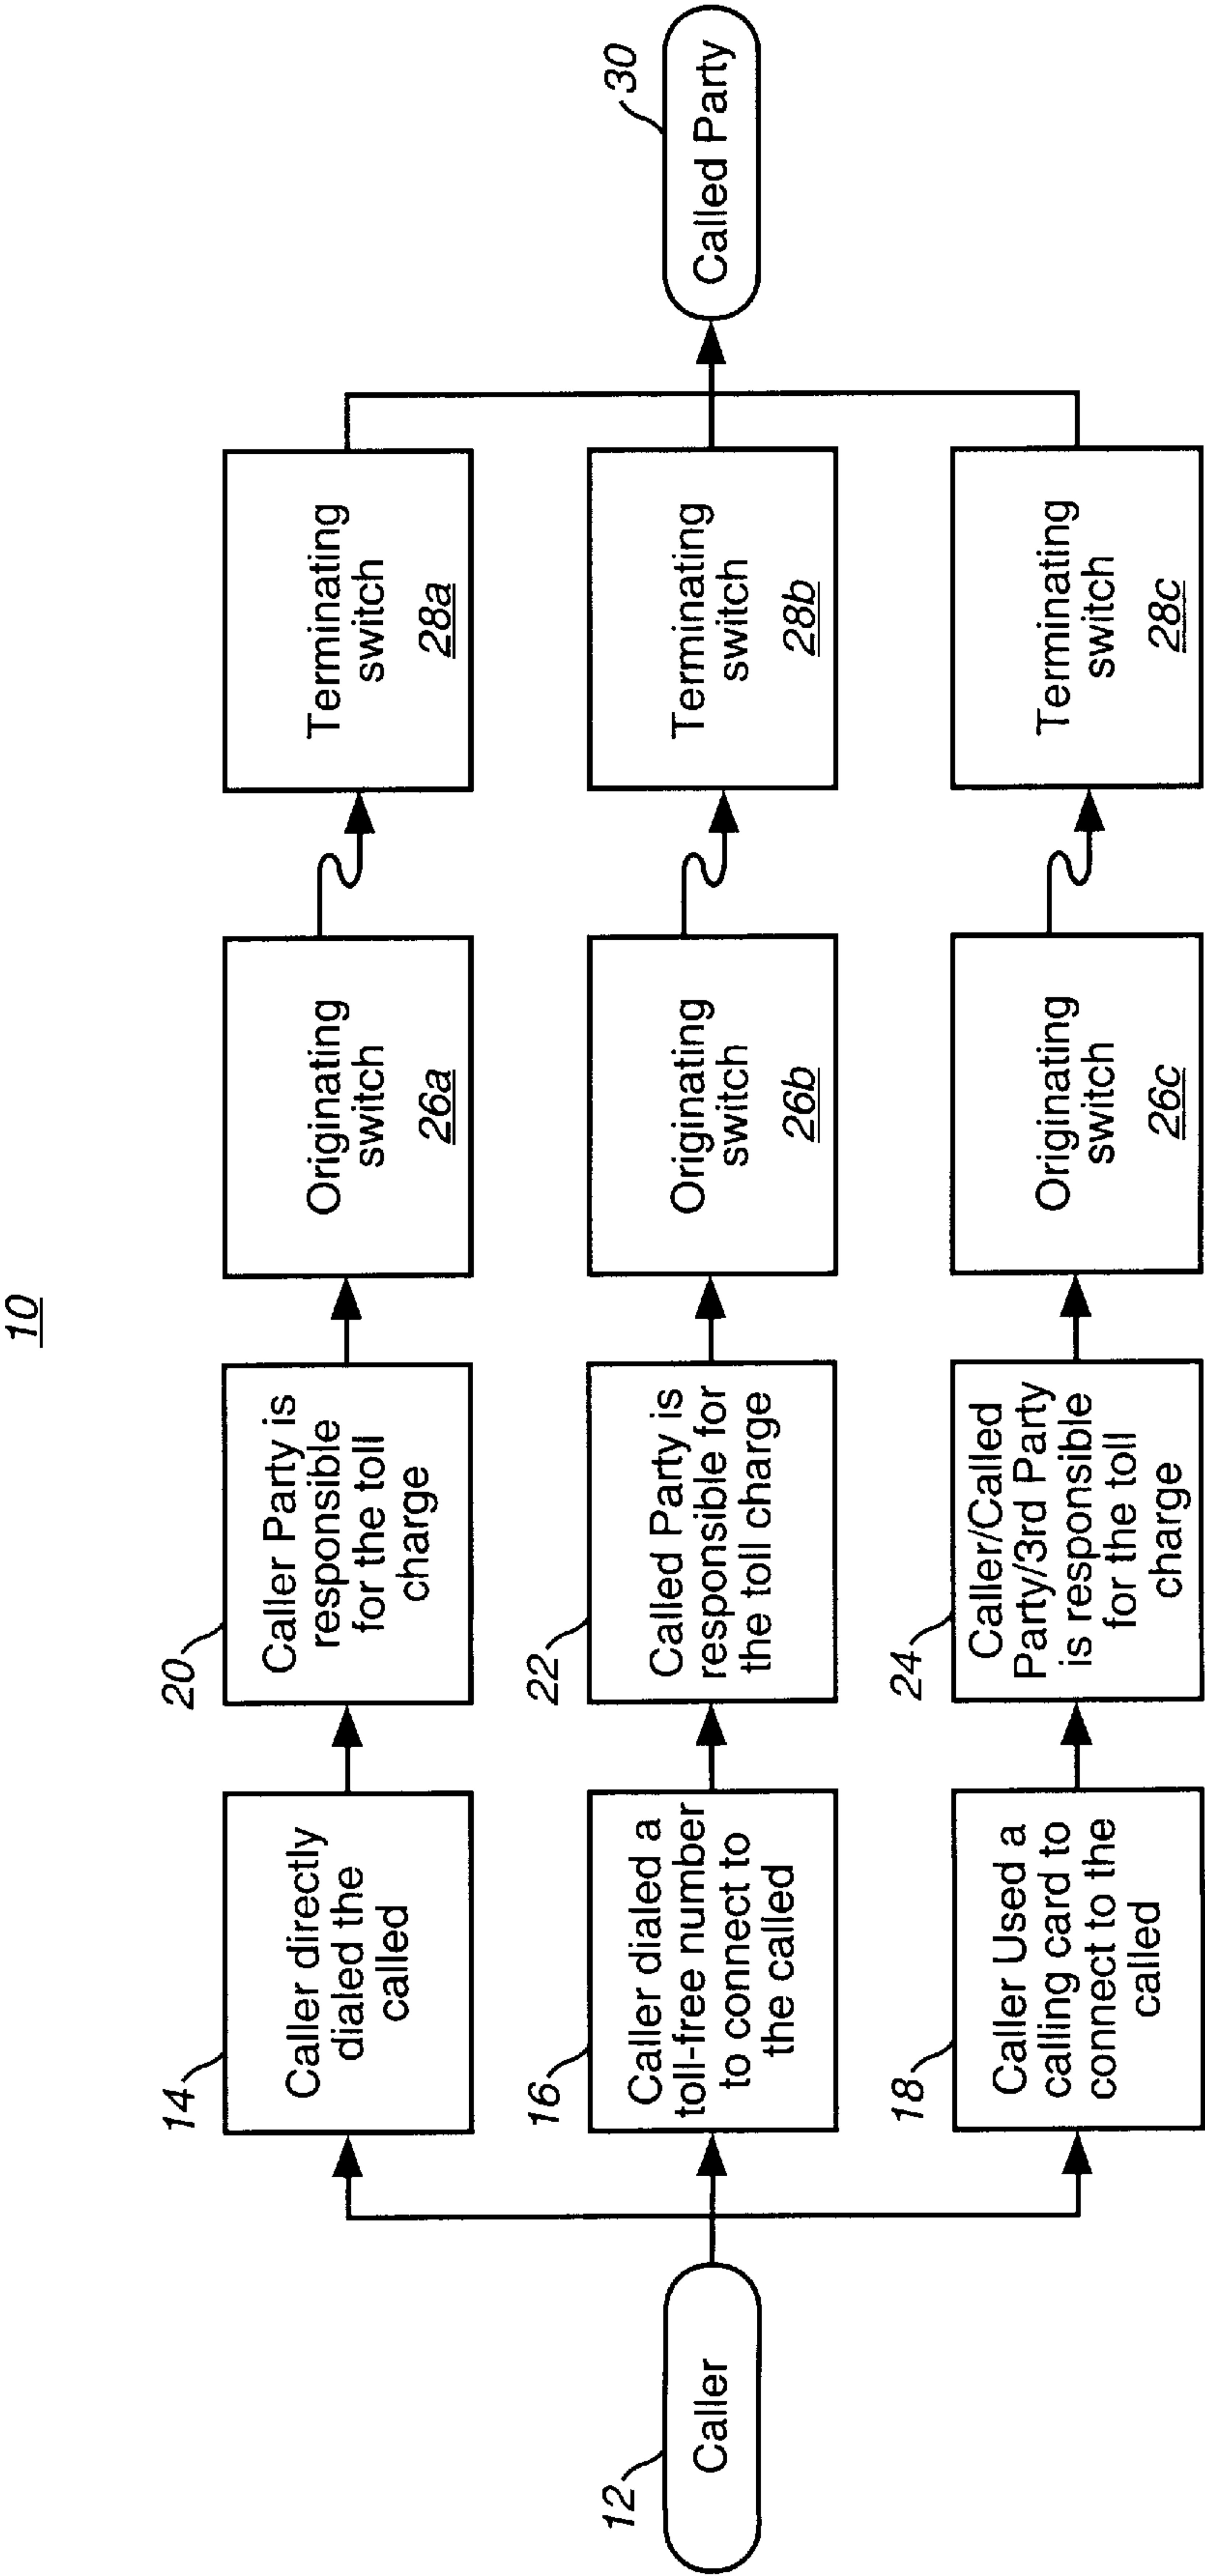 10
12
Caller
14
Caller directly
dialed the
called
20
Caller Party is
responsible
for the toll
charge
Originating
switch
26a
Terminating
switch
28a
16
Caller dialed a
toll-free number
to connect to
the called
22
Called Party is
responsible for
the toll charge
Originating
switch
26b
Terminating
switch
28b
18
Caller Used a
calling card to
connect to the
called
24
Caller/Called
Party/3rd Party
is responsible
for the toll
charge
Originating
switch
26c
Terminating
switch
28c
30
Called Party